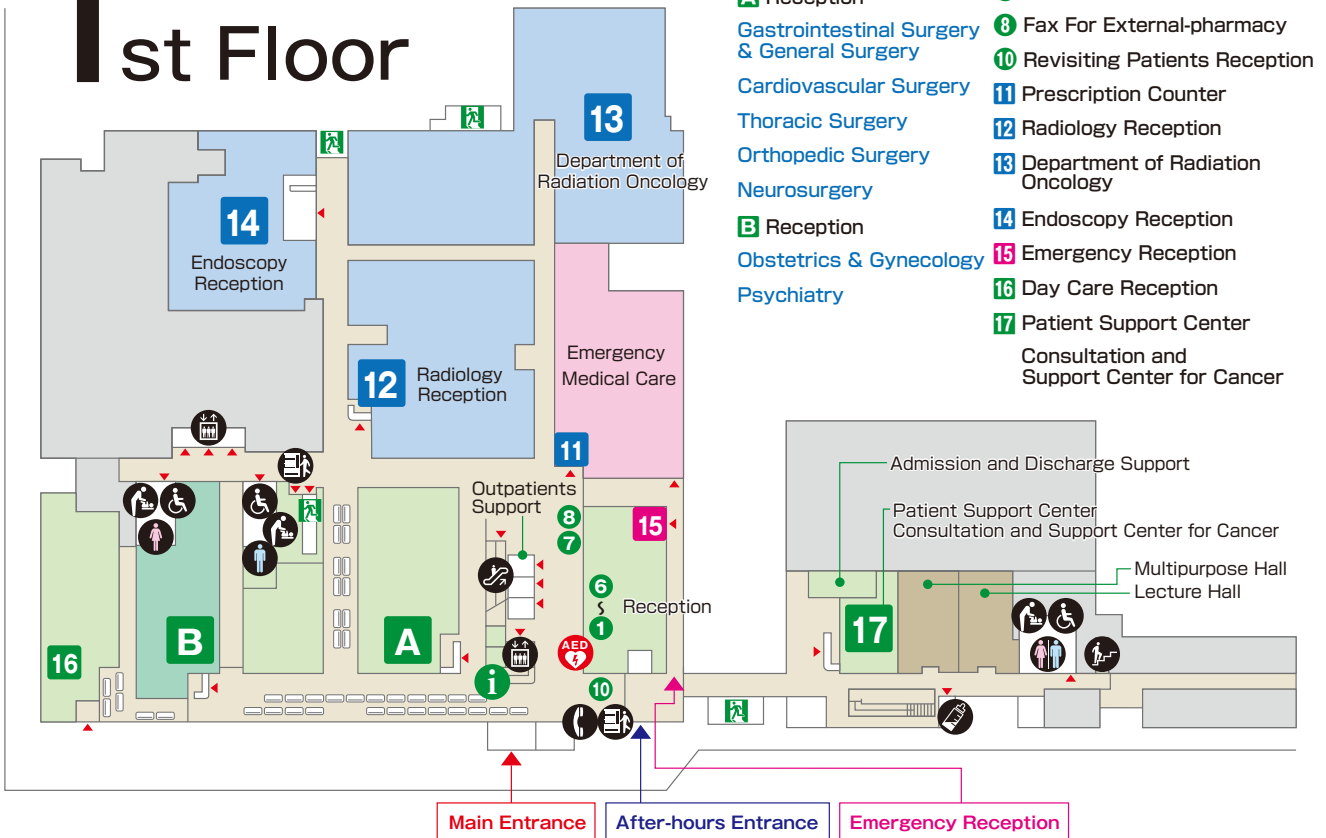 1st Floor
A Reception
Gastrointestinal Surgery
& General Surgery
Cardiovascular Surgery
Thoracic Surgery
Orthopedic Surgery
Neurosurgery
B Reception
Obstetrics & Gynecology
Psychiatry
8 Fax For External-pharmacy
10 Revisiting Patients Reception
11 Prescription Counter
12 Radiology Reception
13 Department of Radiation
Oncology
14 Endoscopy Reception
15 Emergency Reception
16 Day Care Reception
17 Patient Support Center
Consultation and
Support Center for Cancer
13
Department of
Radiation Oncology
14
Endoscopy
Reception
12
Radiology
Reception
Emergency
Medical Care
11
Outpatients
Support
8
7
15
6
1
Reception
AED
10
i
A
B
16
Admission and Discharge Support
Patient Support Center
Consultation and Support Center for Cancer
Multipurpose Hall
Lecture Hall
17
Main Entrance
After-hours Entrance
Emergency Reception